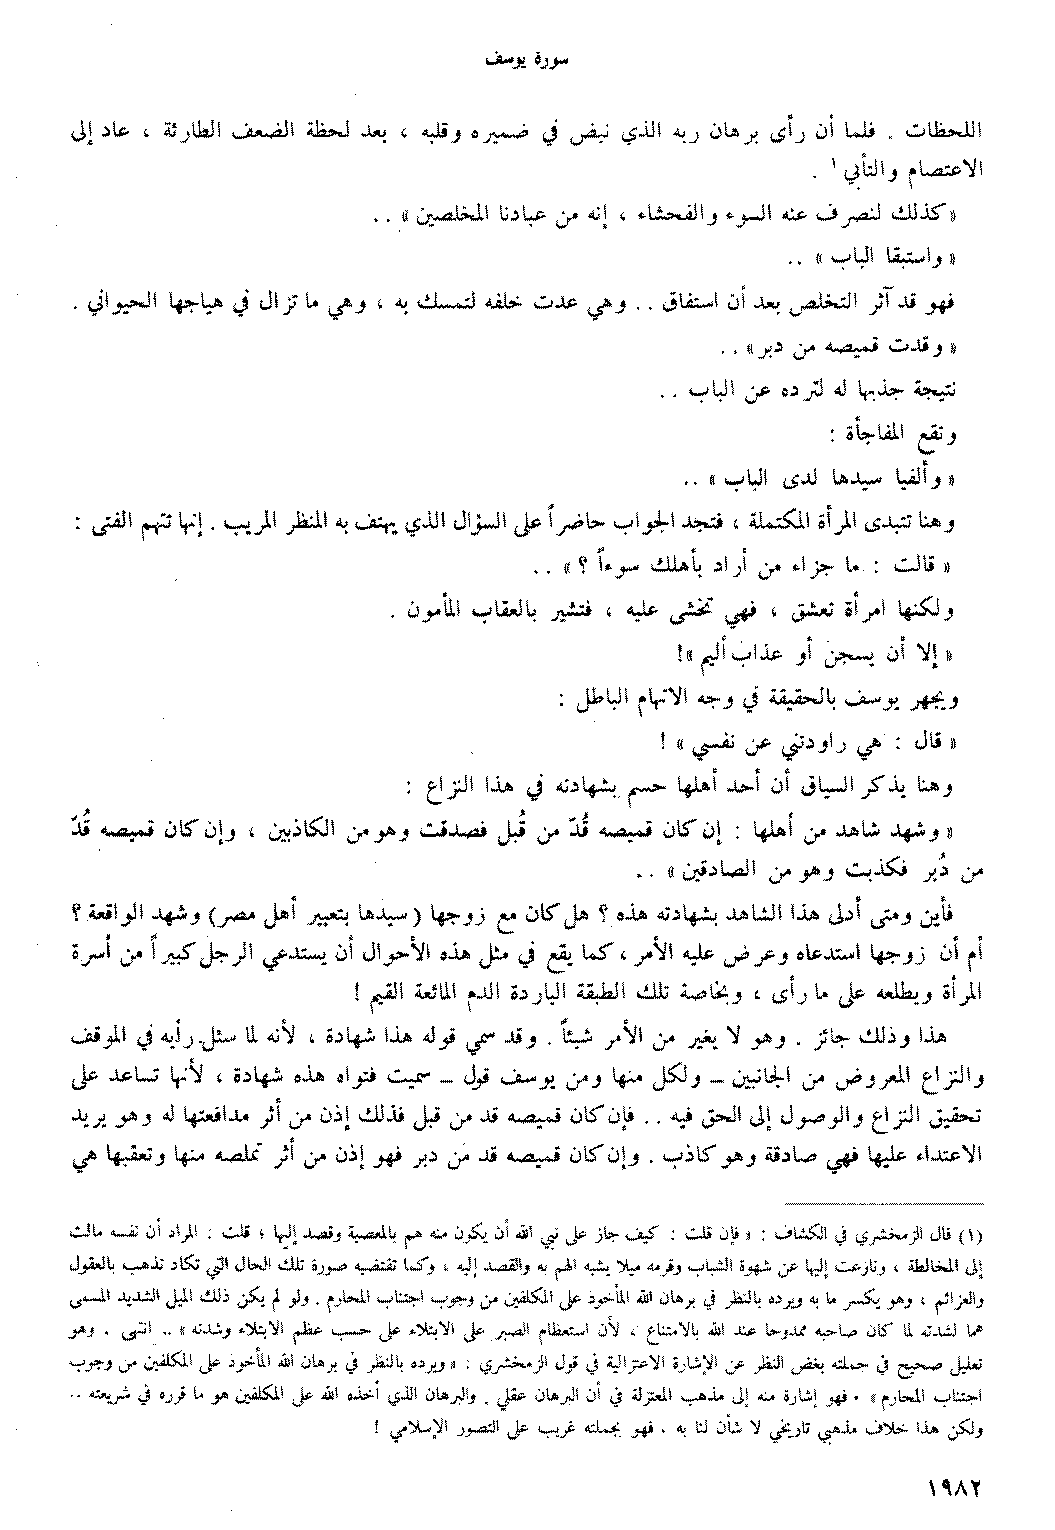 سورة يوسف
اللحظات . فلما أن رأى برهان ربه الذي نبض في ضميره وقلبه ، بعد لحظة الضعف الطارئة ، عاد إلى
الاعتصام والتأبي ١ .
« كذلك لنصرف عنه السوء والفحشاء ، إنه من عبادنا المخلصين » . .
« واستبقا الباب » . .
فهو قد آثر التخلص بعد أن استفاق . . وهي عدت خلفه لتمسك به ، وهي ما تزال في هياجها الحيواني .
« وقدت قميصه من دبر» . .
نتيجة جذبها له لترده عن الباب . .
وتقع المفاجأة :
« وألفيا سيدها لدى الباب » . .
وهنا تتبدى المرأة المكتملة ، فتجد الجواب حاضراً على السؤال الذي يهتف به المنظر المريب . إنها تتهم الفتى :
« قالت : ما جزاء من أراد بأهلك سوءاً ؟ » . .
ولكنها امرأة تعشق ، فهي تخشى عليه ، فتشير بالعقاب المأمون .
« إلا أن يسجن أو عذاب أليم »!
ويجهر يوسف بالحقيقة في وجه الاتهام الباطل :
« قال : هي راودتني عن نفسي » !
وهنا يذكر السياق أن أحد أهلها حسم بشهادته في هذا النزاع :
« وشهد شاهد من أهلها : إن كان قميصه قُدّ من قُبل فصدقت وهو من الكاذبين ، وإن كان قميصه قُدّ
من دُبر فكذبت وهو من الصادقين » . .
فأين ومتى أدلى هذا الشاهد بشهادته هذه ؟ هل كان مع زوجها ( سيدها بتعبير أهل مصر) وشهد الواقعة ؟
أم أن زوجها استدعاه وعرض عليه الأمر ، كما يقع في مثل هذه الأحوال أن يستدعي الرجل كبيراً من أسرة
المرأة ويطلعه على ما رأى ، وبخاصة تلك الطبقة الباردة الدم المائعة القيم !
هذا وذلك جائز . وهو لا يغير من الأمر شيئاً . وقد سمي قوله هذا شهادة ، لأنه لما سئل رأيه في الموقف
والنزاع المعروض من الجانبين – ولكل منها ومن يوسف قول – سميت فتواه هذه شهادة ، لأنها تساعد على
تحقيق النزاع والوصول إلى الحق فيه . . فإن كان قميصه قد من قبل فذلك إذن من أثر مدافعتها له وهو يريد
الاعتداء عليها فهي صادقة وهو كاذب . وإن كان قميصه قد من دبر فهو إذن من أثر تملصه منها وتعقبها هي
(١) قال الزمخشري في الكشاف : « فإن قلت : كيف جاز على نبي الله أن يكون منه هم بالمعصية وقصد إليها ؛ قلت : المراد أن نفسه مالت
إلى المخالطة ، ونازعت إليها عن شهوة الشباب وقرمه ميلا يشبه الهم به والقصد إليه ، وكما تقتضيه صورة تلك الحال التي تكاد تذهب بالعقول
والعزائم ، وهو يكسر ما به ويرده بالنظر في برهان الله المأخوذ على المكلفين من وجوب اجتناب المحارم . ولو لم يكن ذلك الميل الشديد المسمى
هما لشدته لما كان صاحبه ممدوحا عند الله بالامتناع ، لأن استعظام الصبر على الابتلاء على حسب عظم الابتلاء وشدته » .. انتهى . وهو
تعليل صحيح في جملته بغض النظر عن الإشارة الاعتزالية في قول الزمخشري : « ويرده بالنظر في برهان الله المأخوذ على المكلفين من وجوب
اجتناب المحارم » . فهو إشارة منه إلى مذهب المعتزلة في أن البرهان عقلي . والبرهان الذي أخذه الله على المكلفين هو ما قرره في شريعته ..
ولكن هذا خلاف مذهبي تاريخي لا شأن لنا به . فهو بجملته غريب على التصور الإسلامي !
١٩٨٢